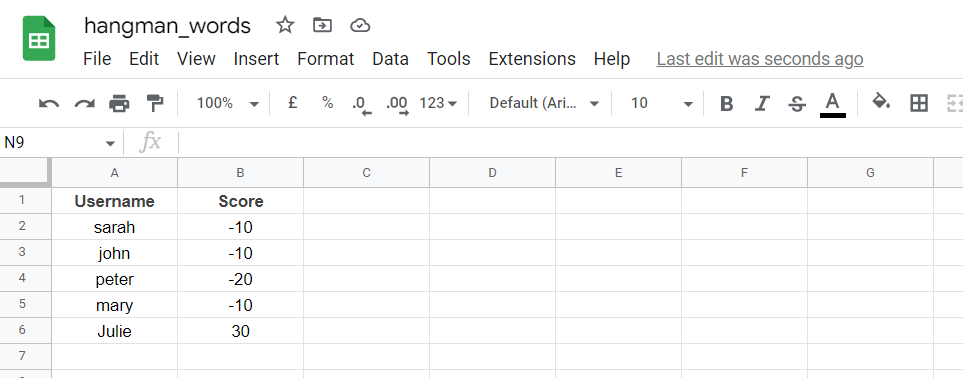 hangman_words
File Edit View Insert Format Data Tools Extensions Help Last edit was seconds ago
100% £ % .0 .00 123 Default (Ari... 10 B I S A
N9 fx
A B C D E F G
1 Username Score
2 sarah -10
3 john -10
4 peter -20
5 mary -10
6 Julie 30
7